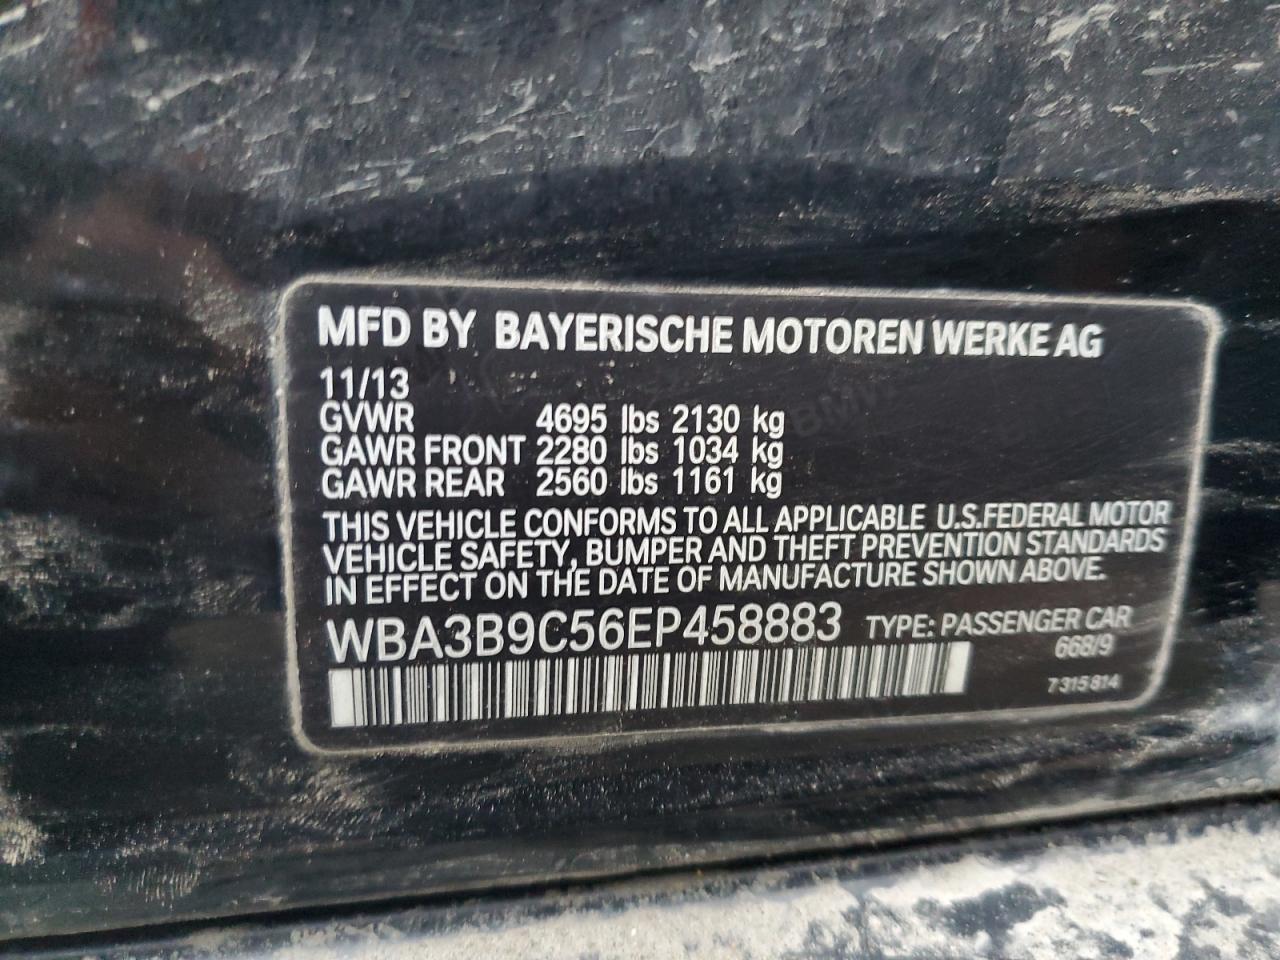 MFD BY BAYERISCHE MOTOREN WERKE AG
11/13
GVWR 4695 lbs 2130 kg
GAWR FRONT 2280 lbs 1034 kg
GAWR REAR 2560 lbs 1161 kg
THIS VEHICLE CONFORMS TO ALL APPLICABLE U.S.FEDERAL MOTOR
VEHICLE SAFETY, BUMPER AND THEFT PREVENTION STANDARDS
IN EFFECT ON THE DATE OF MANUFACTURE SHOWN ABOVE.
WBA3B9C56EP458883 TYPE: PASSENGER CAR
668/9
7315814